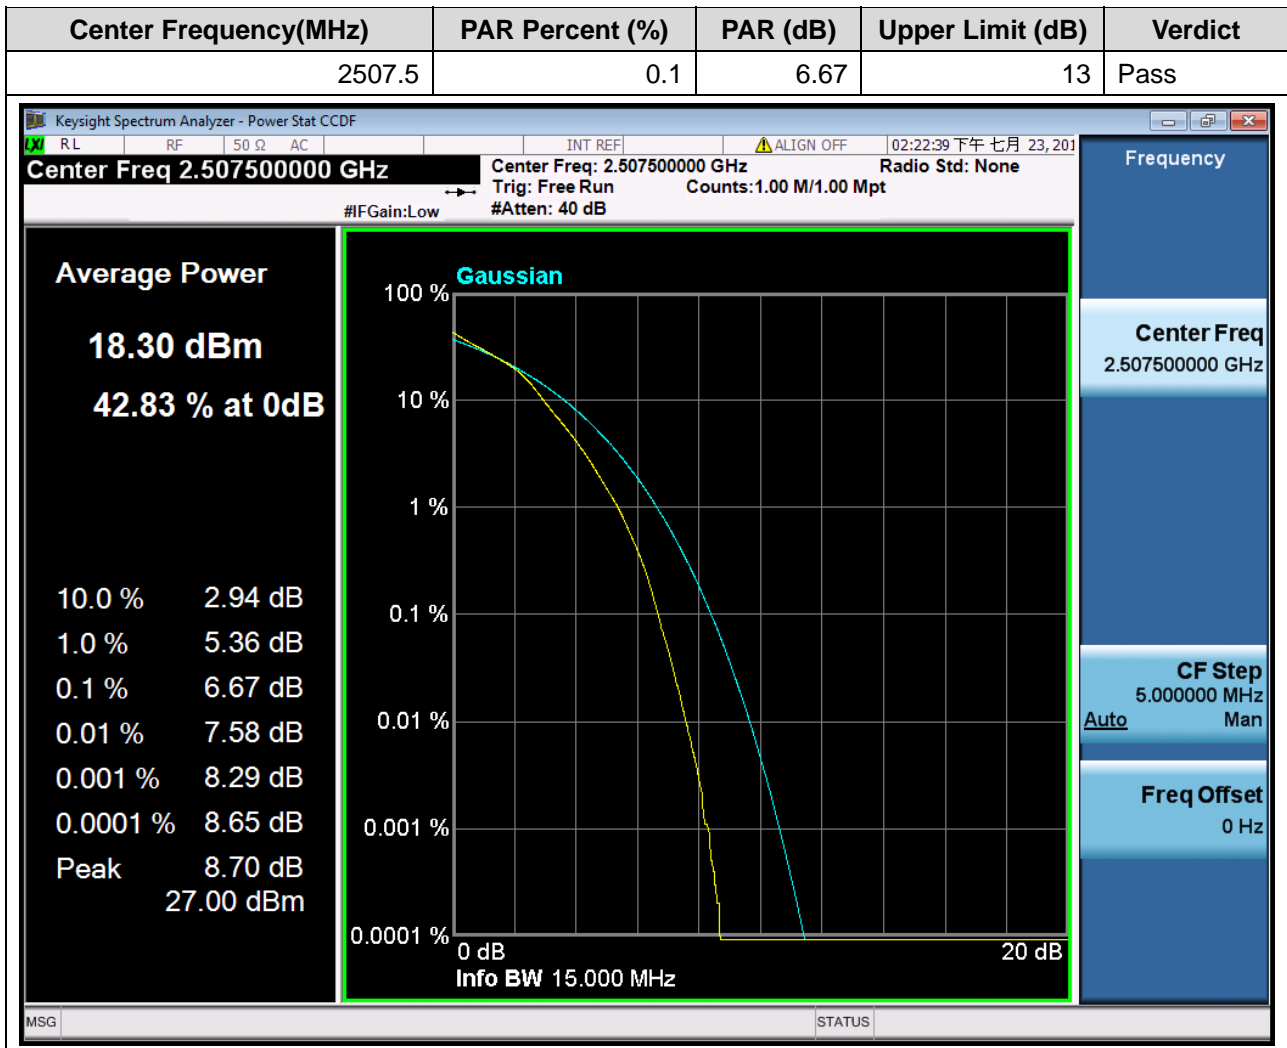 Center Frequency(MHz) PAR Percent (%) PAR (dB) Upper Limit (dB) Verdict
2507.5 0.1 6.67 13 Pass
Keysight Spectrum Analyzer - Power Stat CCDF
LXI RL RF 50 Ω AC INT REF ALIGN OFF 02:22:39 下午 七月 23, 201
Center Freq 2.507500000 GHz
Center Freq: 2.507500000 GHz Radio Std: None
Trig: Free Run Counts:1.00 M/1.00 Mpt
#IFGain:Low #Atten: 40 dB
Frequency
Average Power
18.30 dBm
42.83 % at 0dB
10.0 % 2.94 dB
1.0 % 5.36 dB
0.1 % 6.67 dB
0.01 % 7.58 dB
0.001 % 8.29 dB
0.0001 % 8.65 dB
Peak 8.70 dB
27.00 dBm
Gaussian
100 %
10 %
1 %
0.1 %
0.01 %
0.001 %
0.0001 %
0 dB 20 dB
Info BW 15.000 MHz
Center Freq
2.507500000 GHz
CF Step
5.000000 MHz
Auto Man
Freq Offset
0 Hz
MSG STATUS